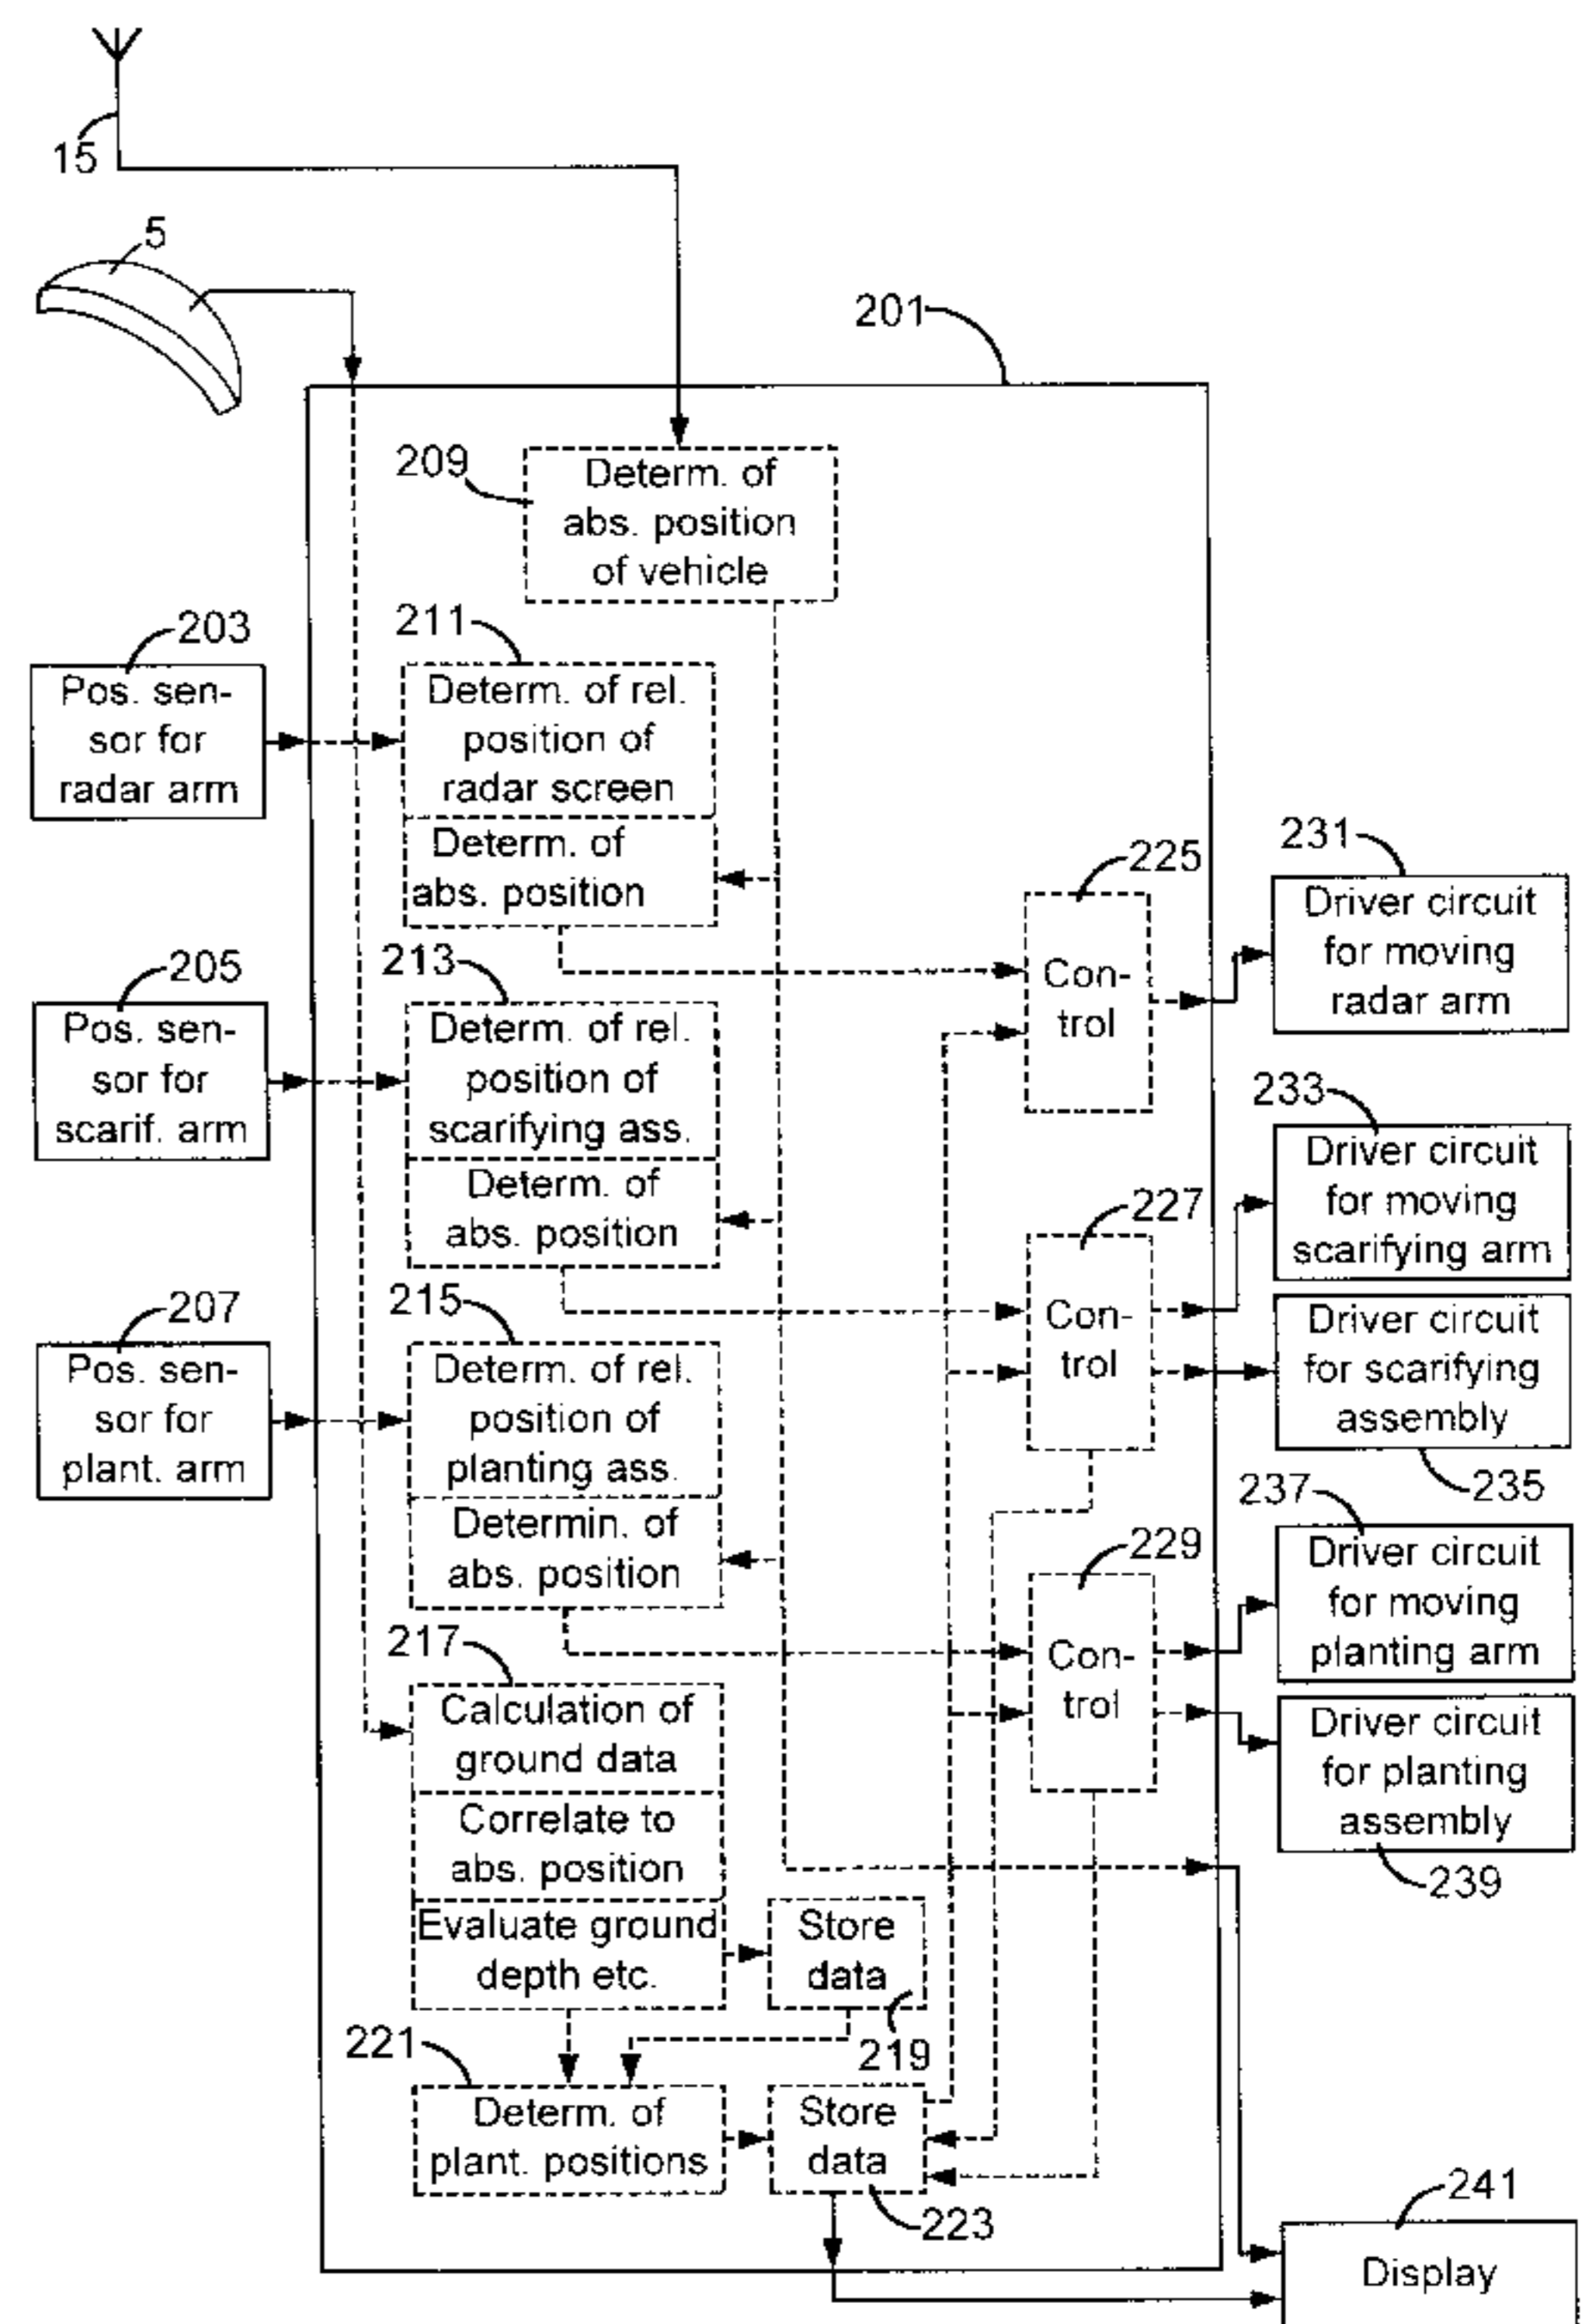 15
5
201
209
Determ. of
abs. position
of vehicle
203
Pos. sen-
sor for
radar arm
211
Determ. of rel.
position of
radar screen
Determ. of
abs. position
225
Con-
trol
231
Driver circuit
for moving
radar arm
205
Pos. sen-
sor for
scarif. arm
213
Determ. of rel.
position of
scarifying ass.
Determ. of
abs. position
227
Con-
trol
233
Driver circuit
for moving
scarifying arm
Driver circuit
for scarifying
assembly
235
207
Pos. sen-
sor for
plant. arm
215
Determ. of rel.
position of
planting ass.
Determin. of
abs. position
229
Con-
trol
237
Driver circuit
for moving
planting arm
Driver circuit
for planting
assembly
239
217
Calculation of
ground data
Correlate to
abs. position
Evaluate ground
depth etc.
Store
data
219
221
Determ. of
plant. positions
Store
data
223
241
Display